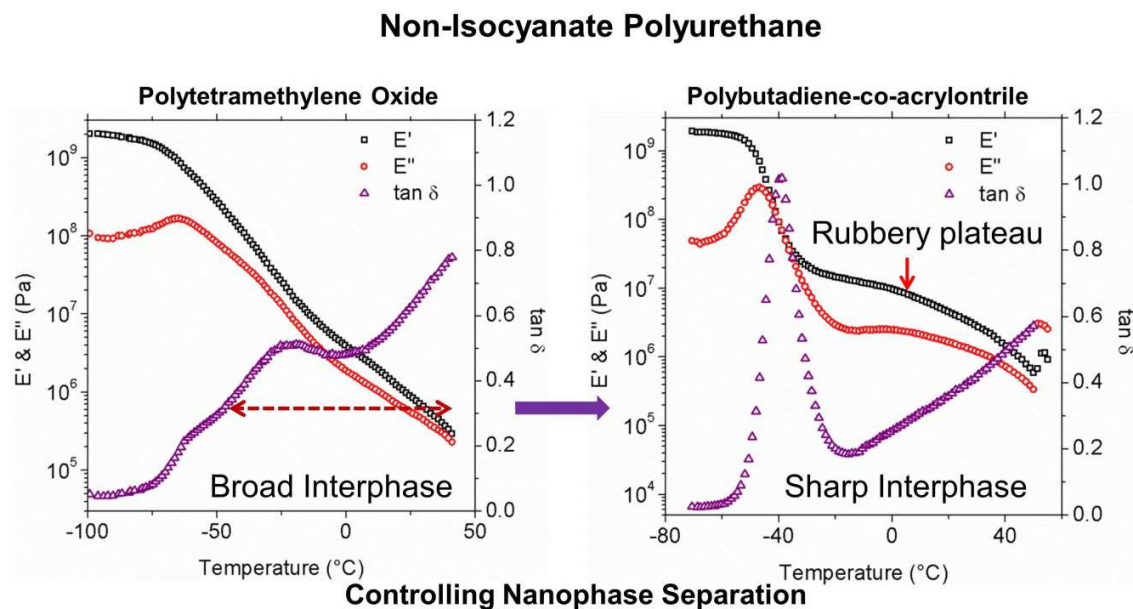 Non-Isocyanate Polyurethane
Polytetramethylene Oxide
E' & E'' (Pa)
10⁹
10⁸
10⁷
10⁶
10⁵
E'
E''
tan δ
1.2
1.0
0.8
0.6
0.4
0.2
0.0
tan δ
Broad Interphase
-100
-50
0
50
Temperature (°C)
Polybutadiene-co-acrylontrile
E' & E'' (Pa)
10⁹
10⁸
10⁷
10⁶
10⁵
10⁴
E'
E''
tan δ
Rubbery plateau
1.2
1.0
0.8
0.6
0.4
0.2
0.0
tan δ
Sharp Interphase
-80
-40
0
40
Temperature (°C)
Controlling Nanophase Separation